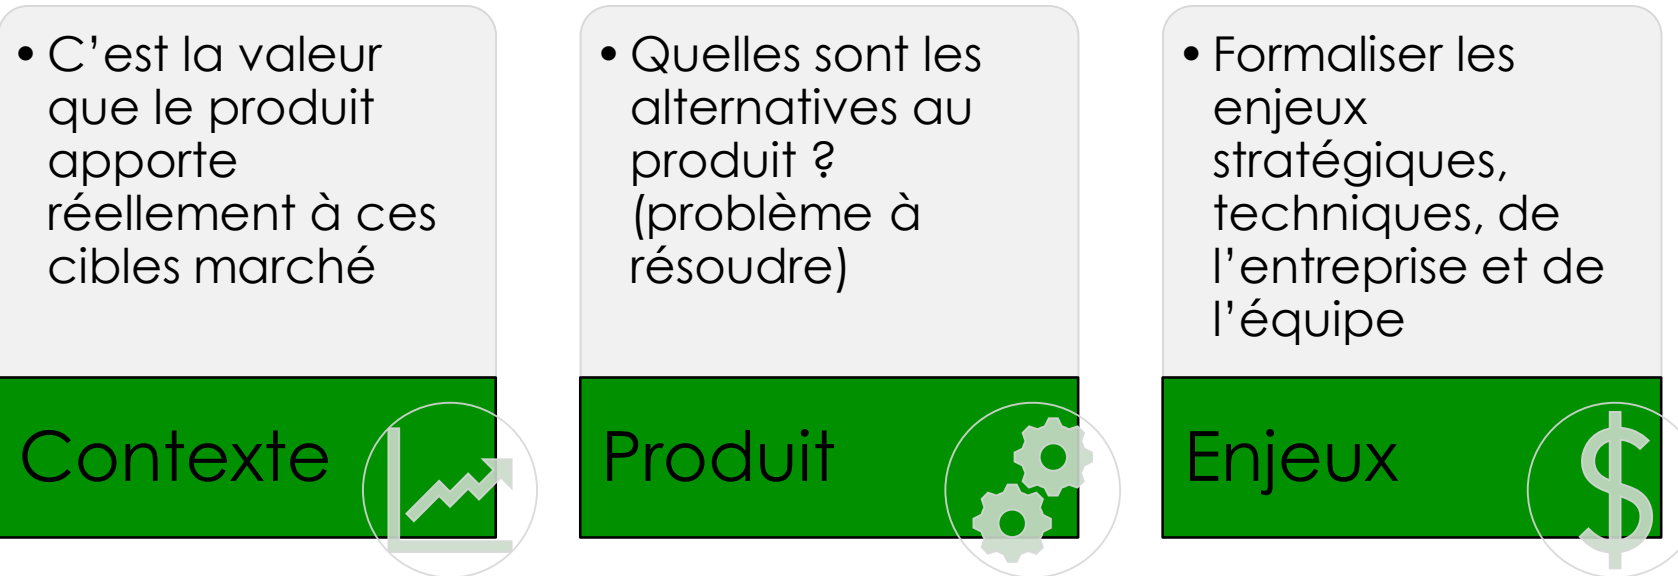 • C’est la valeur
que le produit
apporte
réellement à ces
cibles marché
Contexte
• Quelles sont les
alternatives au
produit ?
(problème à
résoudre)
Produit
• Formaliser les
enjeux
stratégiques,
techniques, de
l’entreprise et de
l’équipe
Enjeux
$